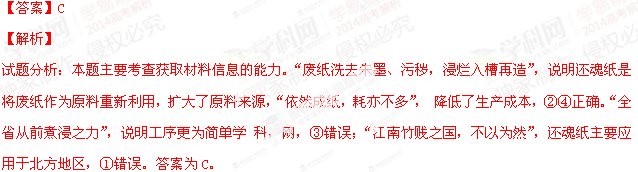 【答案】C
【解析】
试题分析：本题主要考查获取材料信息的能力。“废纸洗去朱墨、污秽，浸烂入槽再造”，说明还魂纸是
将废纸作为原料重新利用，扩大了原料来源，“依然成纸，耗亦不多”， 降低了生产成本，②④正确。“全
省从前煮浸之力”，说明工序更为简单学 科，网，③错误；“江南竹贱之国，不以为然”，还魂纸主要应
用于北方地区，①错误。答案为C。